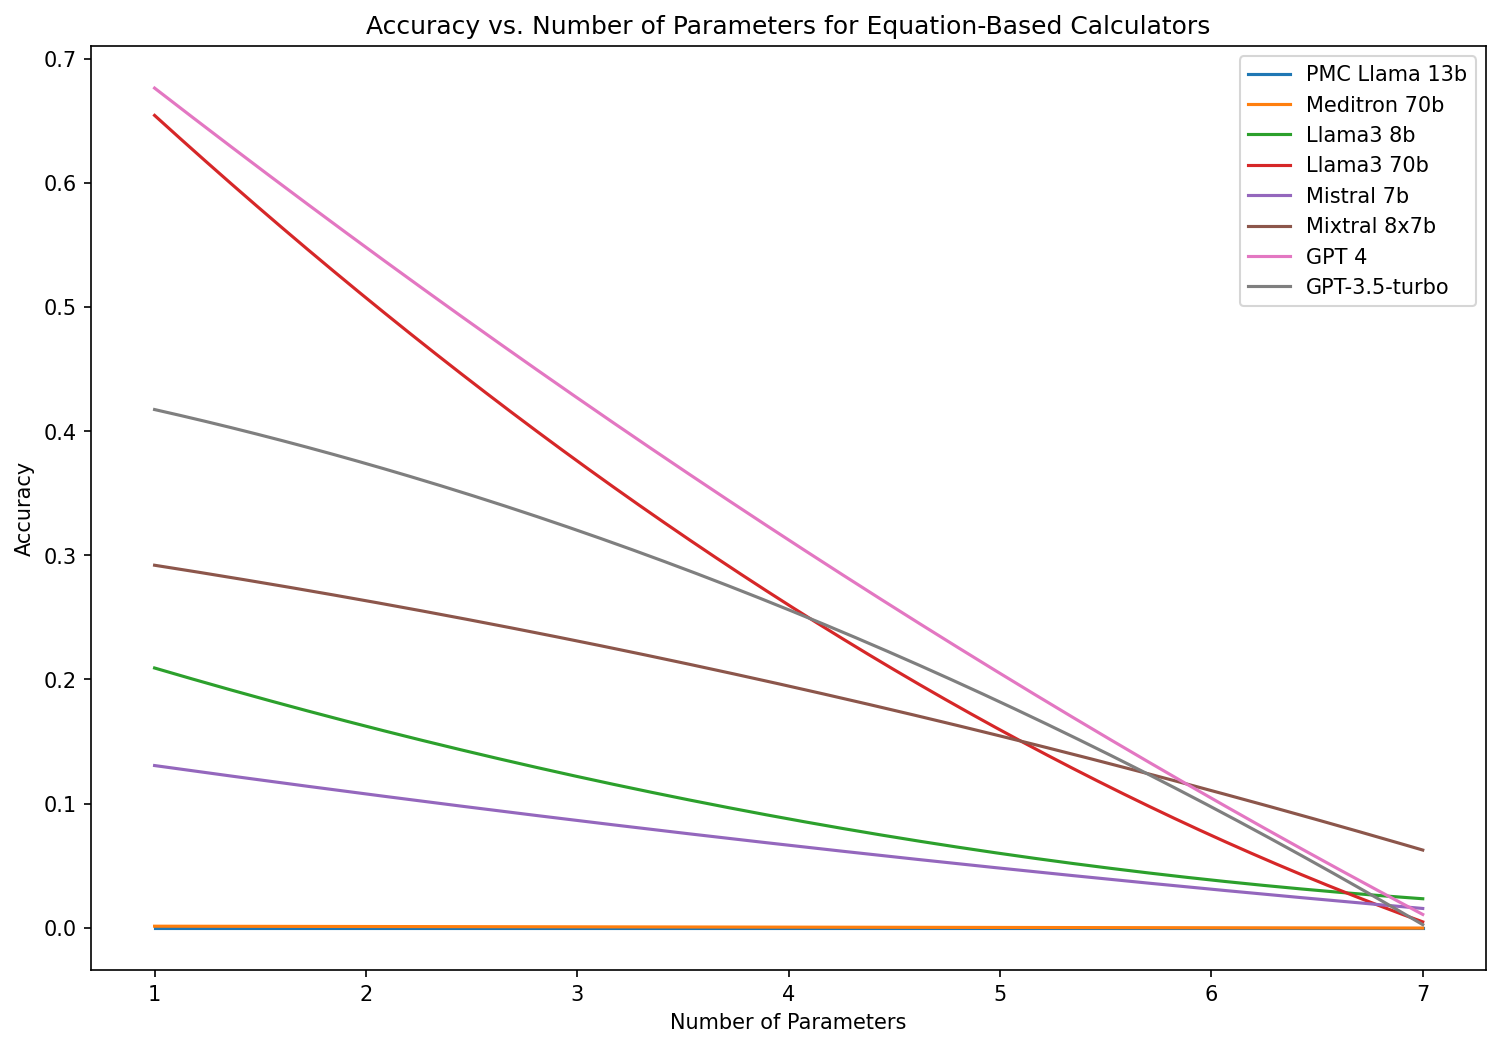 Accuracy vs. Number of Parameters for Equation-Based Calculators
0.7
0.6
0.5
0.4
0.3
0.2
0.1
0.0
Accuracy
PMC Llama 13b
Meditron 70b
Llama3 8b
Llama3 70b
Mistral 7b
Mixtral 8x7b
GPT 4
GPT-3.5-turbo
1 2 3 4 5 6 7
Number of Parameters